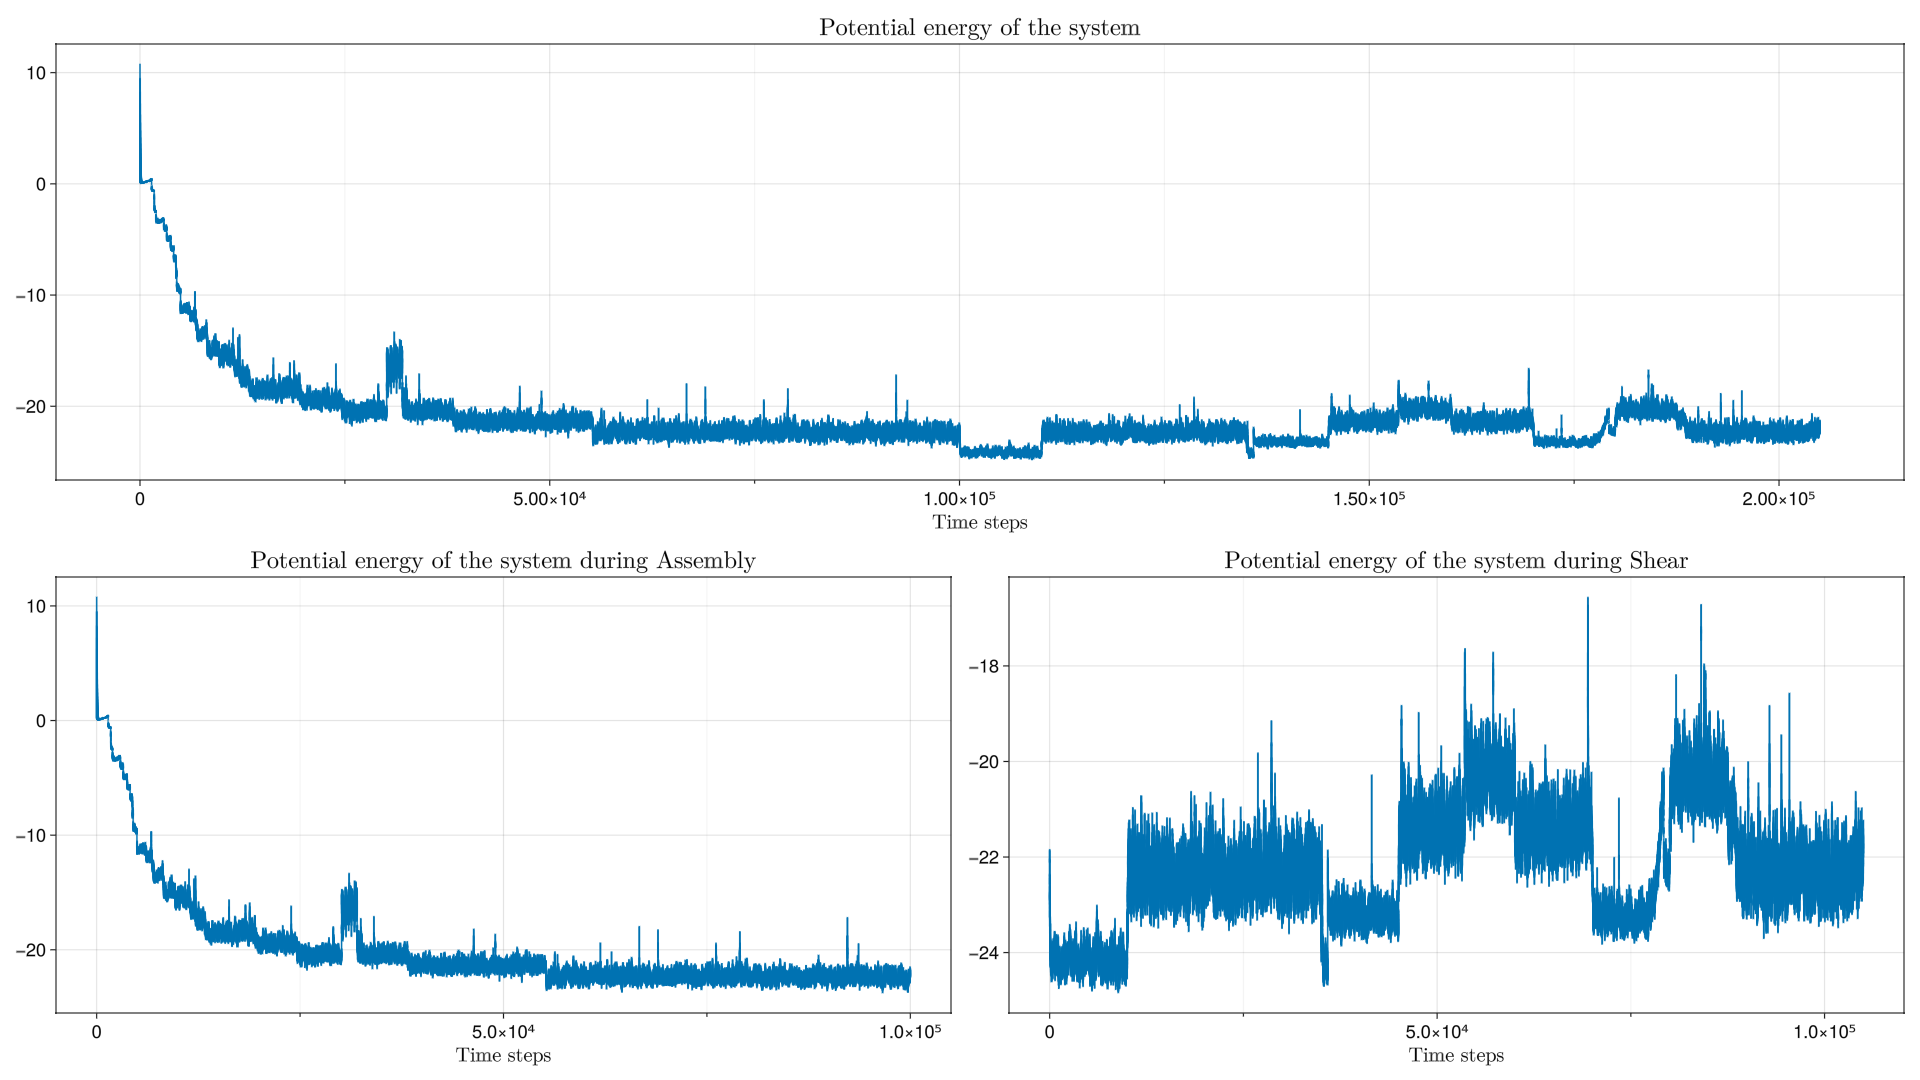 Potential energy of the system
10
0
−10
−20
0 5.00×10⁴ 1.00×10⁵ 1.50×10⁵ 2.00×10⁵
Time steps
Potential energy of the system during Assembly
10
0
−10
−20
0 5.0×10⁴ 1.0×10⁵
Time steps
Potential energy of the system during Shear
−18
−20
−22
−24
0 5.0×10⁴ 1.0×10⁵
Time steps